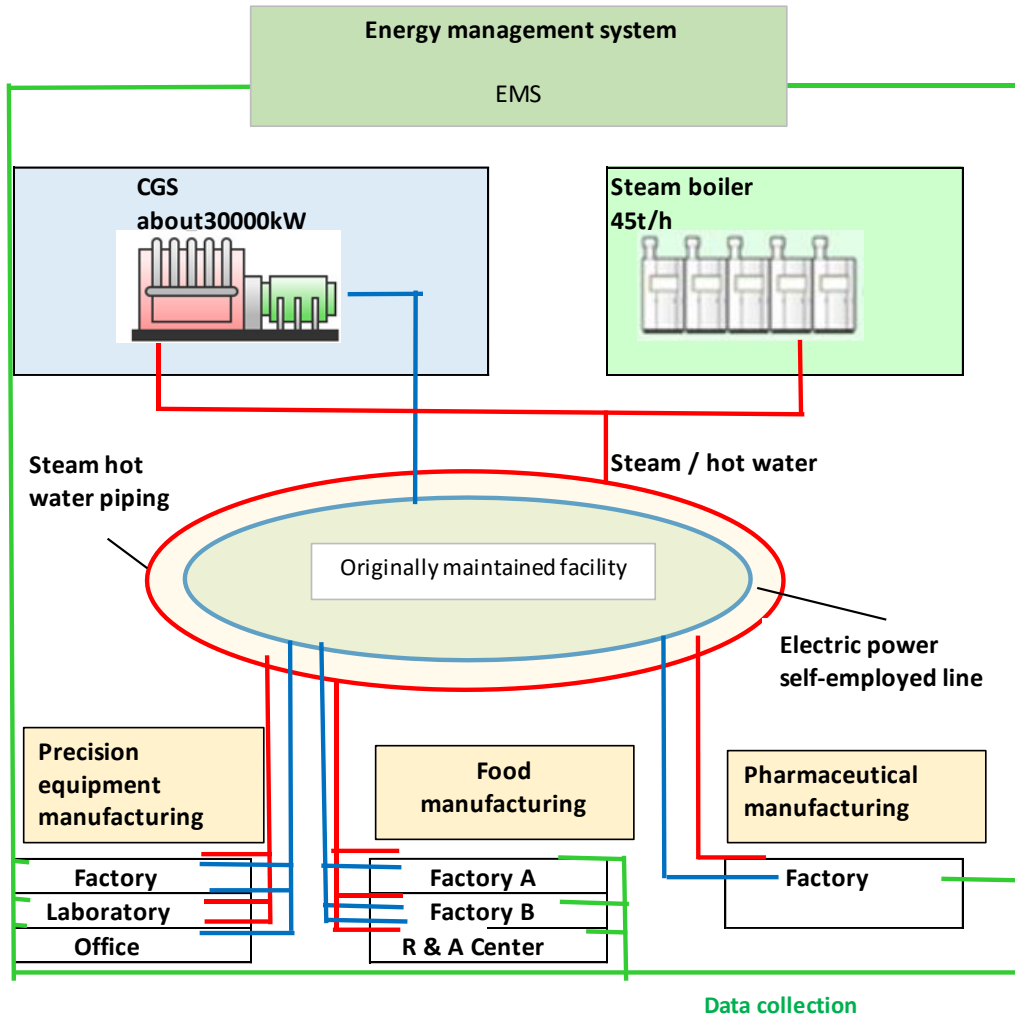 Energy management system
EMS
CGS
about30000kW
Steam boiler
45t/h
Steam hot
water piping
Steam / hot water
Originally maintained facility
Electric power
self-employed line
Precision
equipment
manufacturing
Food
manufacturing
Pharmaceutical
manufacturing
Factory
Laboratory
Office
Factory A
Factory B
R & A Center
Factory
Data collection